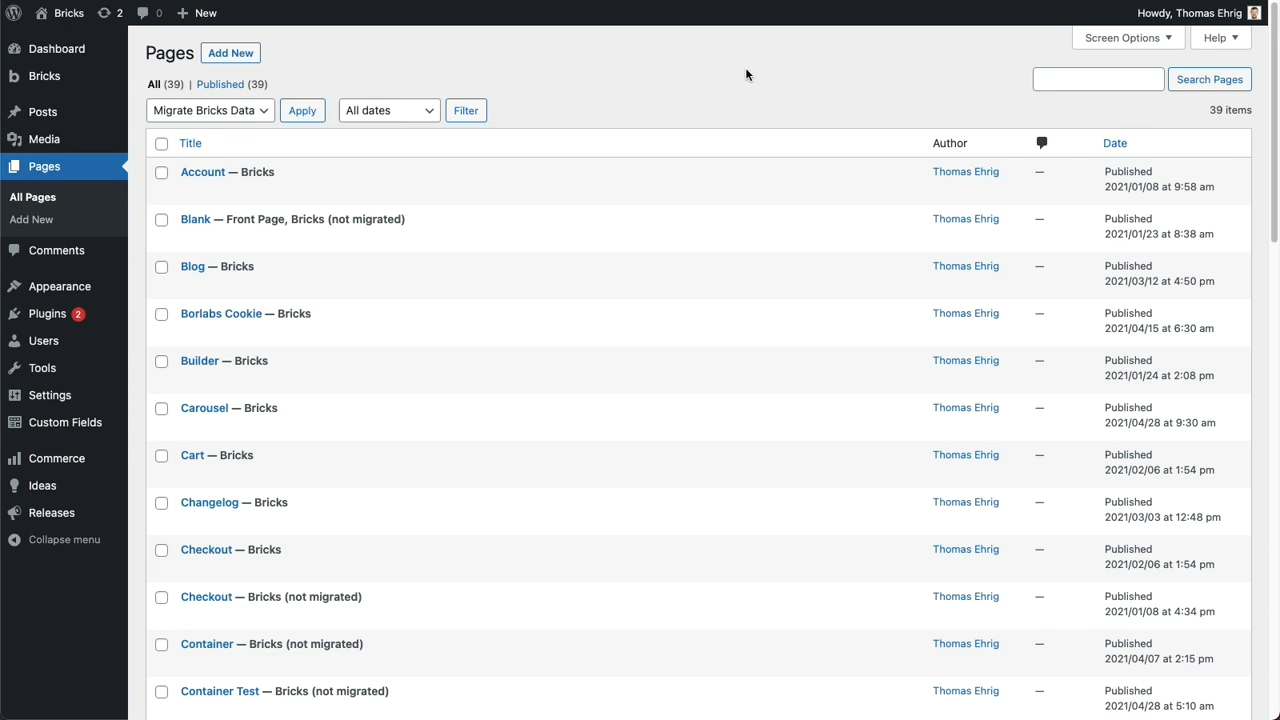 Bricks 2 0 New Howdy, Thomas Ehrig
Dashboard
Bricks
Posts
Media
Pages
All Pages
Add New
Comments
Appearance
Plugins 2
Users
Tools
Settings
Custom Fields
Commerce
Ideas
Releases
Collapse menu
Screen Options Help
Pages Add New
All (39) | Published (39)
Search Pages
Migrate Bricks Data Apply All dates Filter 39 items
Title Author Date
Account — Bricks Thomas Ehrig — Published
2021/01/08 at 9:58 am
Blank — Front Page, Bricks (not migrated) Thomas Ehrig — Published
2021/01/23 at 8:38 am
Blog — Bricks Thomas Ehrig — Published
2021/03/12 at 4:50 pm
Borlabs Cookie — Bricks Thomas Ehrig — Published
2021/04/15 at 6:30 am
Builder — Bricks Thomas Ehrig — Published
2021/01/24 at 2:08 pm
Carousel — Bricks Thomas Ehrig — Published
2021/04/28 at 9:30 am
Cart — Bricks Thomas Ehrig — Published
2021/02/06 at 1:54 pm
Changelog — Bricks Thomas Ehrig — Published
2021/03/03 at 12:48 pm
Checkout — Bricks Thomas Ehrig — Published
2021/02/06 at 1:54 pm
Checkout — Bricks (not migrated) Thomas Ehrig — Published
2021/01/08 at 4:34 pm
Container — Bricks (not migrated) Thomas Ehrig — Published
2021/04/07 at 2:15 pm
Container Test — Bricks (not migrated) Thomas Ehrig — Published
2021/04/28 at 5:10 am